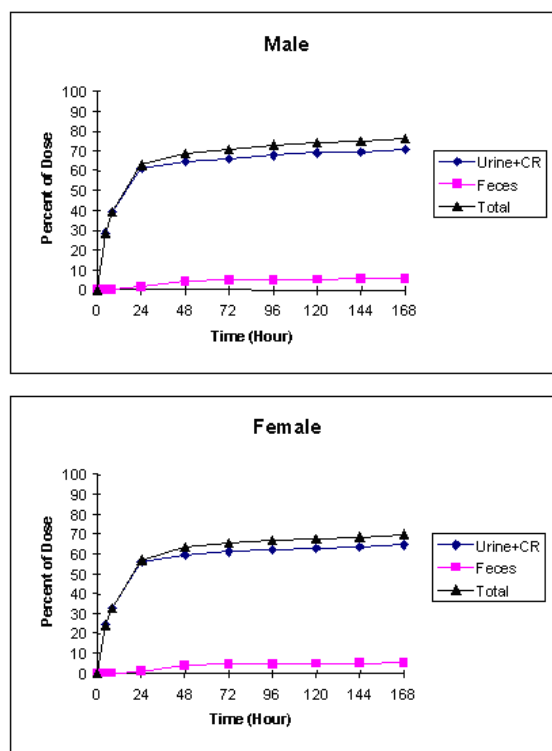 Male
100
90
80
70
60
50
40
30
20
10
0
Percent of Dose
0 24 48 72 96 120 144 168
Time (Hour)
Urine+CR
Feces
Total
Female
100
90
80
70
60
50
40
30
20
10
0
Percent of Dose
0 24 48 72 96 120 144 168
Time (Hour)
Urine+CR
Feces
Total